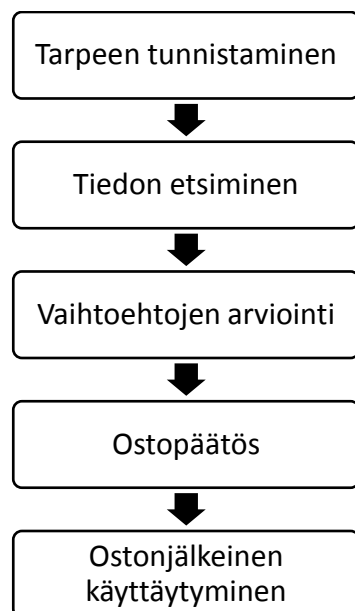 Tarpeen tunnistaminen
Tiedon etsiminen
Vaihtoehtojen arviointi
Ostopäätös
Ostonjälkeinen
käyttäytyminen